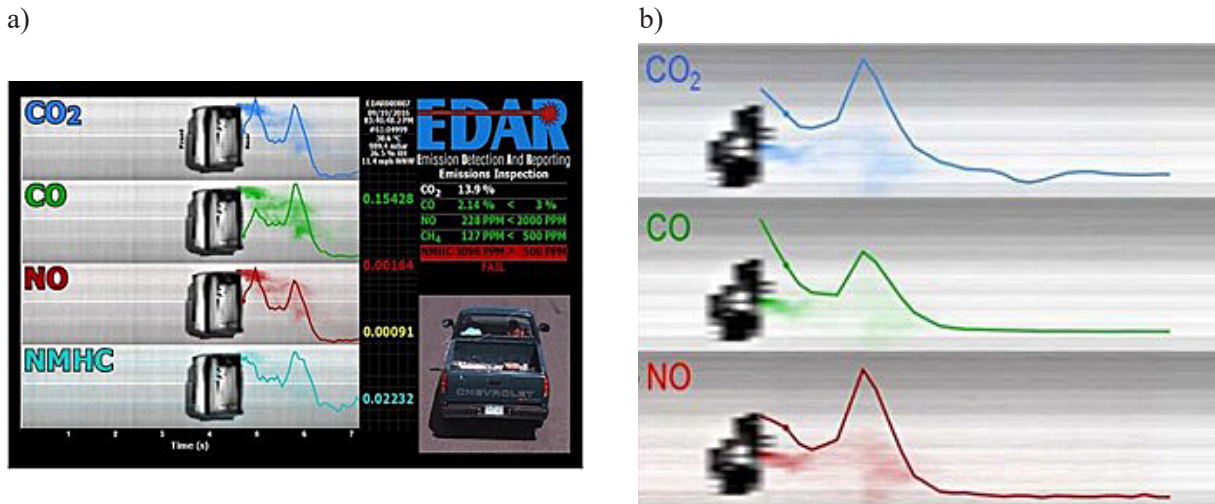 a)
b)
CO2
CO
NO
NMHC
1 2 3 4 5 6 7
Time (s)
0.15428
0.00164
0.00091
0.02232
EDAR
Emission Detection And Reporting
Emissions Inspection
CO2 13.9 %
CO 2.14 % < 3 %
NO 228 PPM < 2000 PPM
CH4 127 PPM < 500 PPM
NMHC 3096 PPM > 500 PPM
FAIL
CHEVROLET
CO2
CO
NO